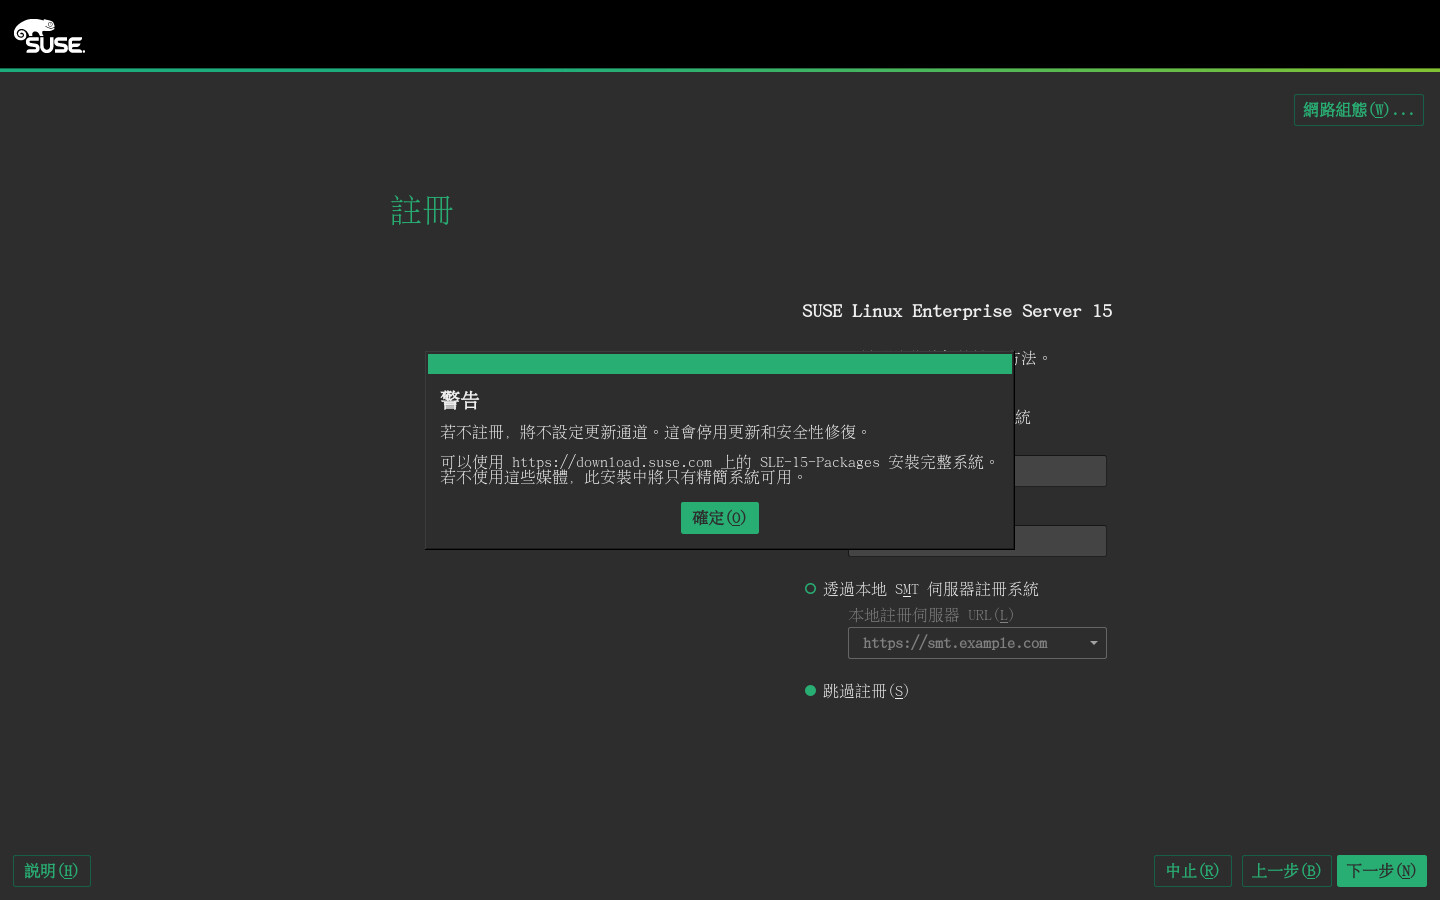 SUSE
網路組態(W)...
註冊
SUSE Linux Enterprise Server 15
方法。
統
警告
若不註冊, 將不設定更新通道。這會停用更新和安全性修復。
可以使用 https://download.suse.com 上的 SLE-15-Packages 安裝完整系統。
若不使用這些媒體, 此安裝中將只有精簡系統可用。
確定(O)
透過本地 SMT 伺服器註冊系統
本地註冊伺服器 URL(L)
https://smt.example.com
跳過註冊(S)
說明(H)
中止(R)
上一步(B)
下一步(N)